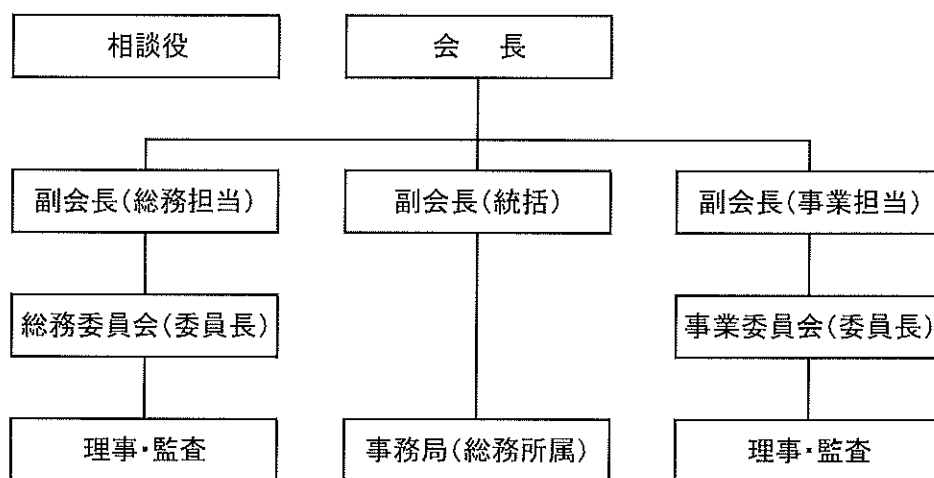 相談役
会　長
副会長(総務担当)
副会長(統括)
副会長(事業担当)
総務委員会(委員長)
事業委員会(委員長)
理事・監査
事務局(総務所属)
理事・監査